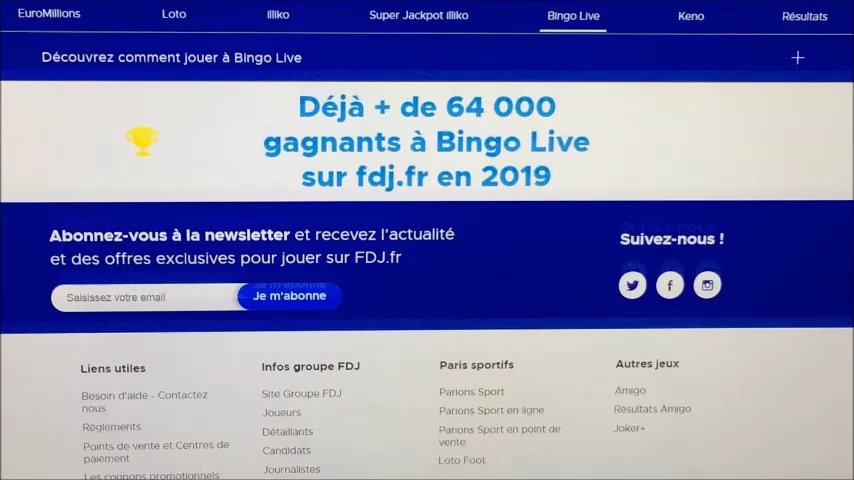 EuroMillions Loto illiko Super Jackpot illiko Bingo Live Keno Résultats
Découvrez comment jouer à Bingo Live +
Déjà + de 64 000
gagnants à Bingo Live
sur fdj.fr en 2019
Abonnez-vous à la newsletter et recevez l'actualité
et des offres exclusives pour jouer sur FDJ.fr
Saisissez votre email
Je m'abonne
Suivez-nous !
Liens utiles
Besoin d'aide - Contactez
nous
Règlements
Points de vente et Centres de
paiement
Les coupons promotionnels
Infos groupe FDJ
Site Groupe FDJ
Joueurs
Détaillants
Candidats
Journalistes
Paris sportifs
Parions Sport
Parions Sport en ligne
Parions Sport en point de
vente
Loto Foot
Autres jeux
Amigo
Résultats Amigo
Joker+